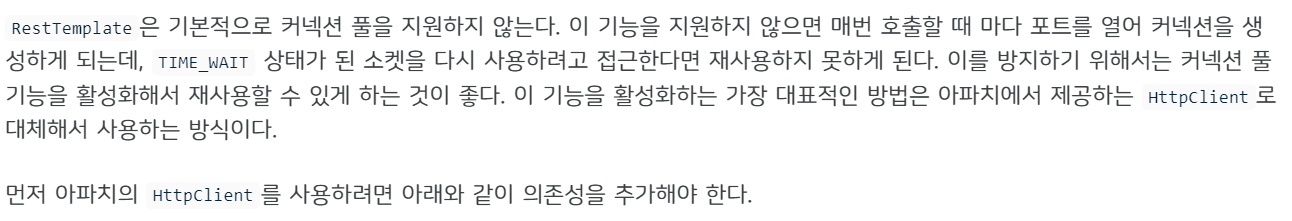 RestTemplate 은 기본적으로 커넥션 풀을 지원하지 않는다. 이 기능을 지원하지 않으면 매번 호출할 때 마다 포트를 열어 커넥션을 생
성하게 되는데, TIME_WAIT 상태가 된 소켓을 다시 사용하려고 접근한다면 재사용하지 못하게 된다. 이를 방지하기 위해서는 커넥션 풀
기능을 활성화해서 재사용할 수 있게 하는 것이 좋다. 이 기능을 활성화하는 가장 대표적인 방법은 아파치에서 제공하는 HttpClient 로
대체해서 사용하는 방식이다.
먼저 아파치의 HttpClient 를 사용하려면 아래와 같이 의존성을 추가해야 한다.